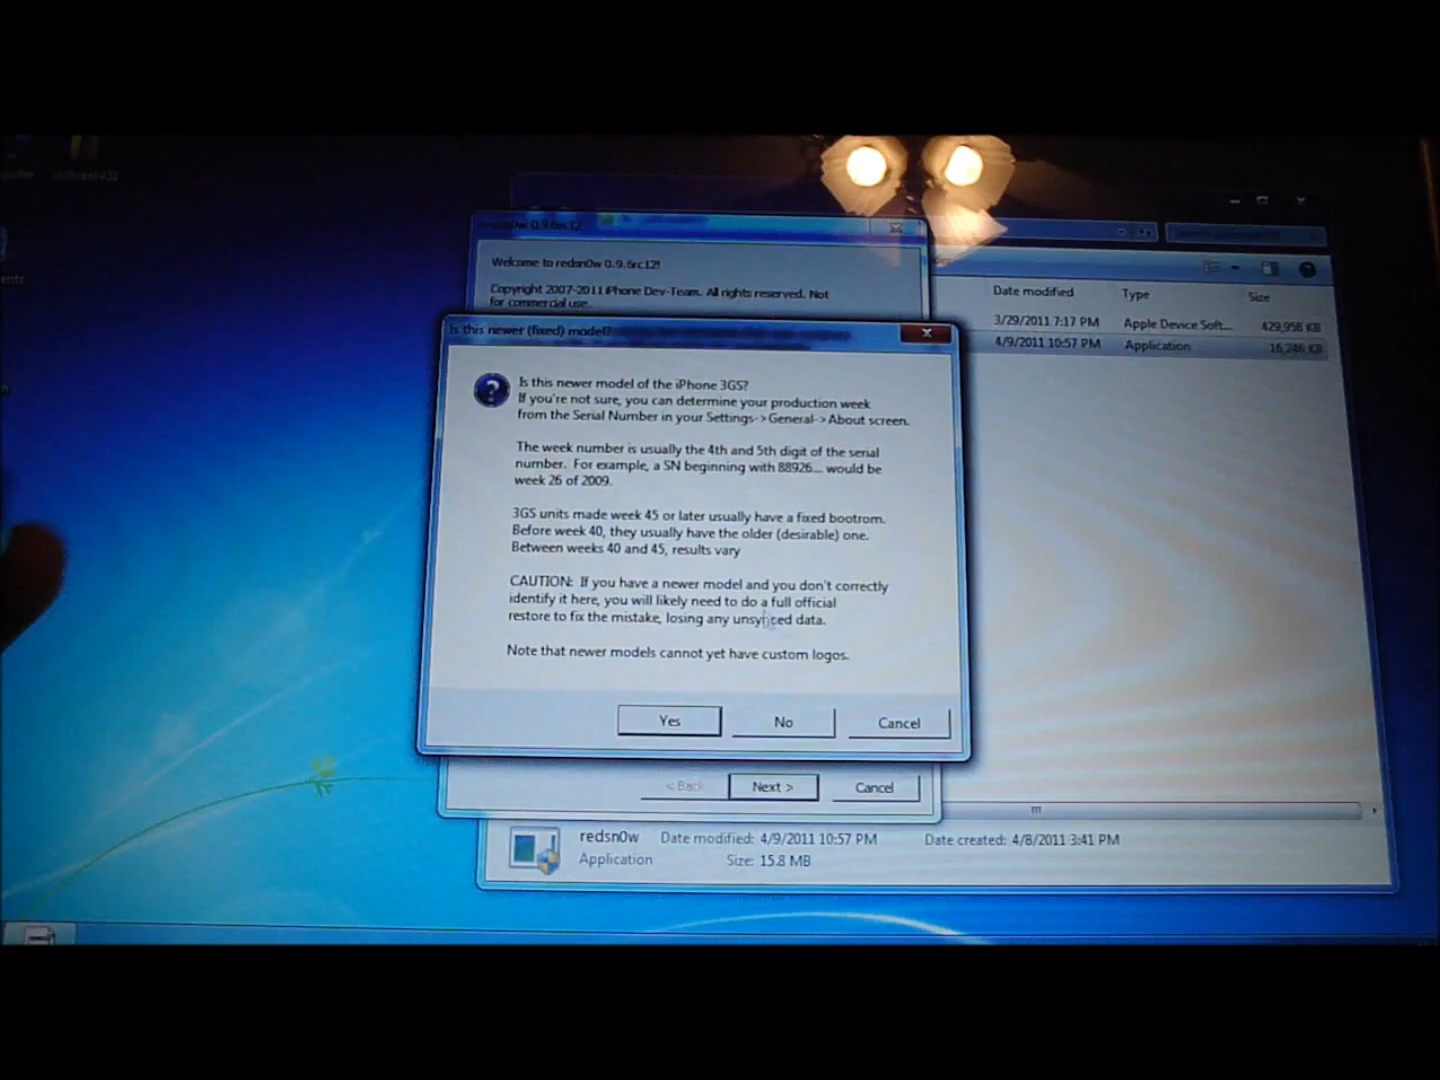 redsn0w 0.9.6rc12
Welcome to redsn0w 0.9.6rc12!
Copyright 2007-2011 iPhone Dev-Team. All rights reserved. Not
for commercial use.
Date modified Type Size
3/29/2011 7:17 PM Apple Device Soft... 429,958 KB
4/9/2011 10:57 PM Application 16,246 KB
Is this newer (fixed) model?
Is this newer model of the iPhone 3GS?
If you're not sure, you can determine your production week
from the Serial Number in your Settings->General->About screen.
The week number is usually the 4th and 5th digit of the serial
number. For example, a SN beginning with 88926... would be
week 26 of 2009.
3GS units made week 45 or later usually have a fixed bootrom.
Before week 40, they usually have the older (desirable) one.
Between weeks 40 and 45, results vary
CAUTION: If you have a newer model and you don't correctly
identify it here, you will likely need to do a full official
restore to fix the mistake, losing any unsynced data.
Note that newer models cannot yet have custom logos.
Yes No Cancel
< Back Next > Cancel
redsn0w Date modified: 4/9/2011 10:57 PM Date created: 4/8/2011 3:41 PM
Application Size: 15.8 MB